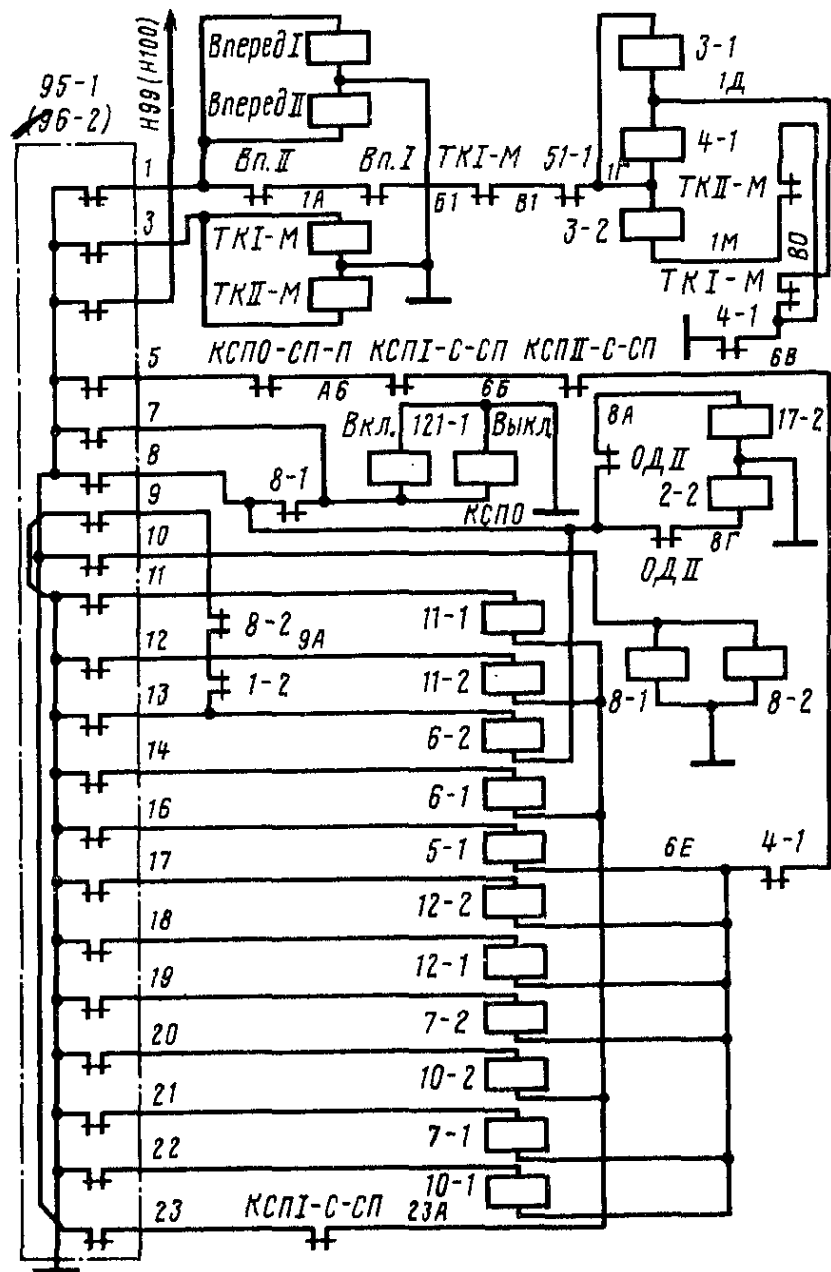 Н99 (Н100)
95-1
(96-2)
Вперед I
Вперед II
3-1
1Д
4-1
1
Вп. II
1А
Вп. I
Б1
ТКI-М
В1
51-1
1Г
ТКII-М
3
ТКI-М
ТКII-М
3-2
1М
ВО
ТКI-М
4-1
5
КСПО-СП-П
А6
КСПI-С-СП
6Б
КСПII-С-СП
6В
7
Вкл.
121-1
Выкл
8А
17-2
ОДII
2-2
8
8-1
КСПО
8Г
ОДII
9
10
11
11-1
8-2
9А
12
11-2
1-2
8-1
8-2
13
6-2
14
6-1
16
5-1
6Е
4-1
17
12-2
18
12-1
19
7-2
20
10-2
21
7-1
22
10-1
23
КСПI-С-СП
23А